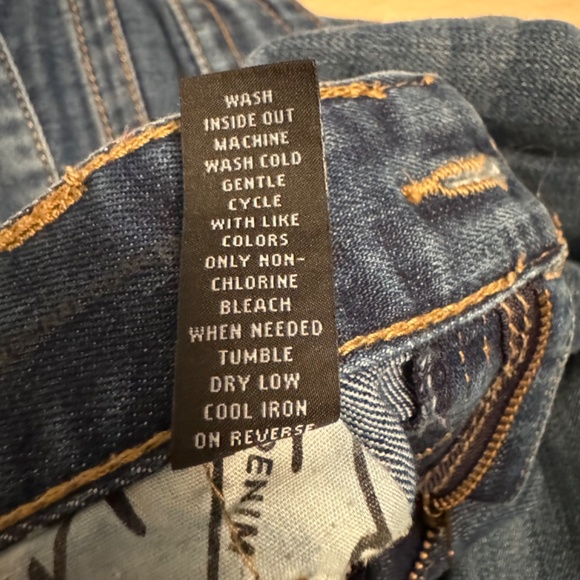 WASH
INSIDE OUT
MACHINE
WASH COLD
GENTLE
CYCLE
WITH LIKE
COLORS
ONLY NON-
CHLORINE
BLEACH
WHEN NEEDED
TUMBLE
DRY LOW
COOL IRON
ON REVERSE
DENIM